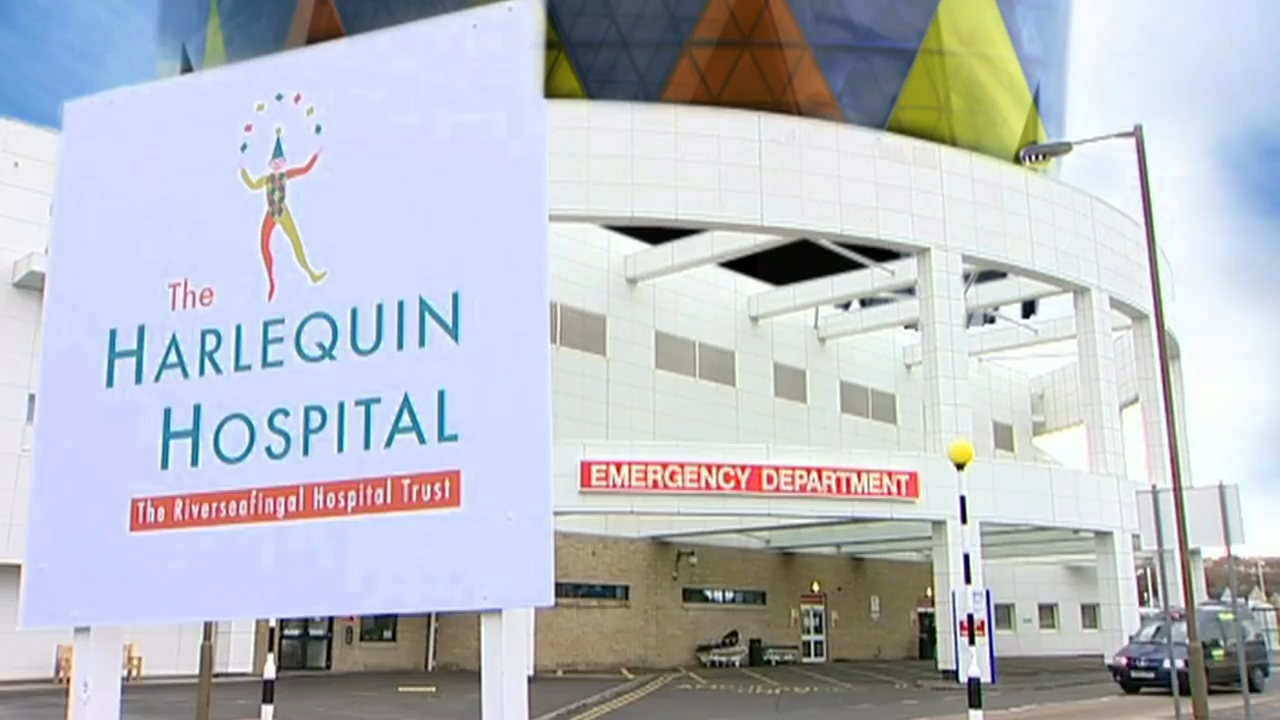 The
HARLEQUIN
HOSPITAL
The Riverseafingal Hospital Trust
EMERGENCY DEPARTMENT